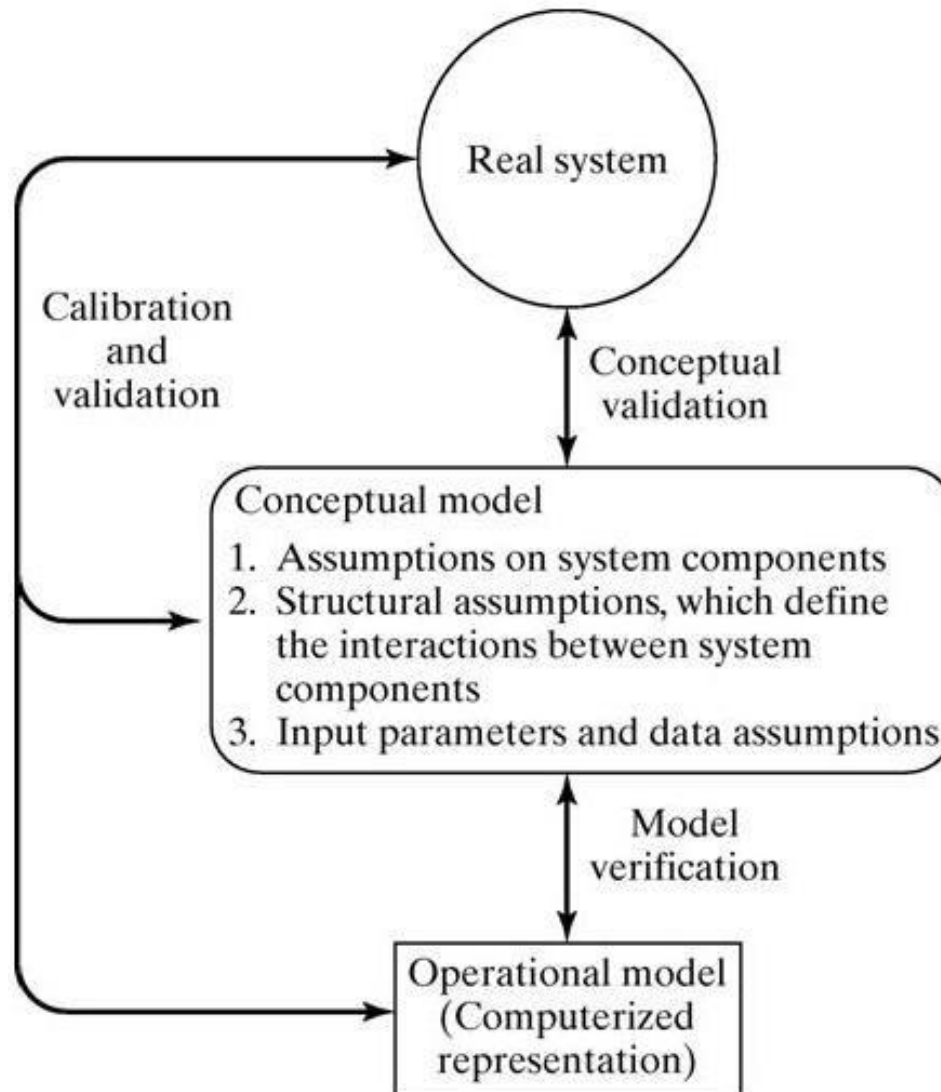 Real system
Calibration
and
validation
Conceptual
validation
Conceptual model
1. Assumptions on system components
2. Structural assumptions, which define
the interactions between system
components
3. Input parameters and data assumptions
Model
verification
Operational model
(Computerized
representation)